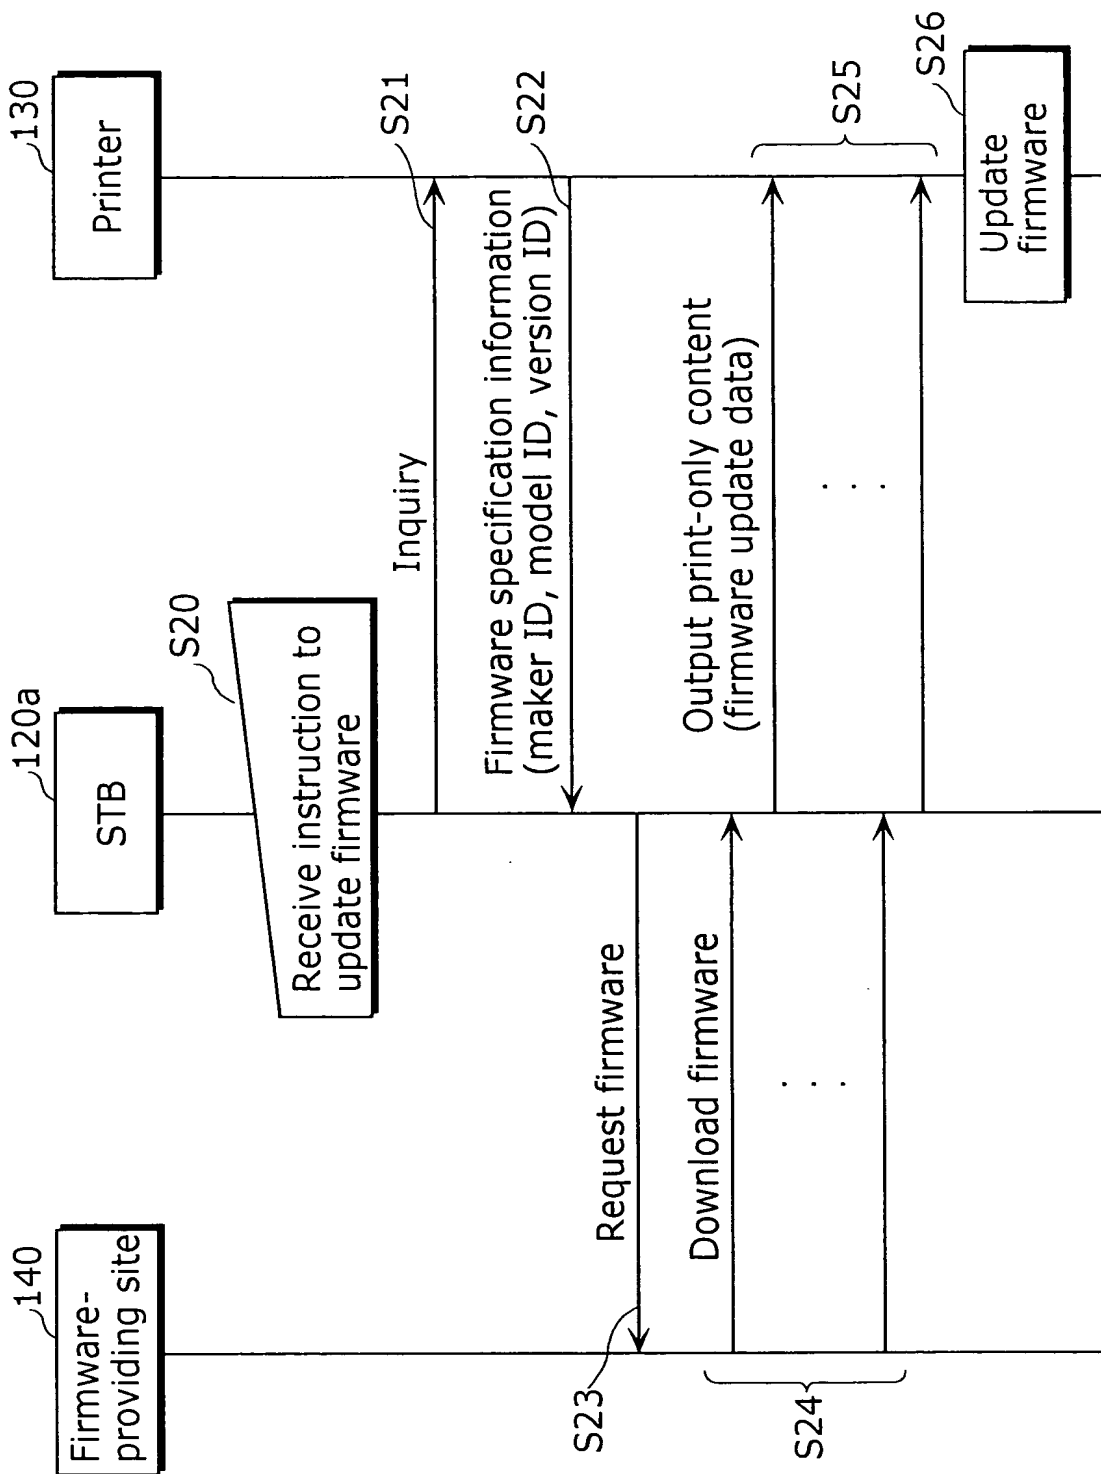 140
Firmware-
providing site
120a
STB
130
Printer
S20
Receive instruction to
update firmware
Inquiry
S21
Firmware specification information
(maker ID, model ID, version ID)
S22
Request firmware
S23
Download firmware
. . .
S24
Output print-only content
(firmware update data)
. . .
S25
S26
Update
firmware